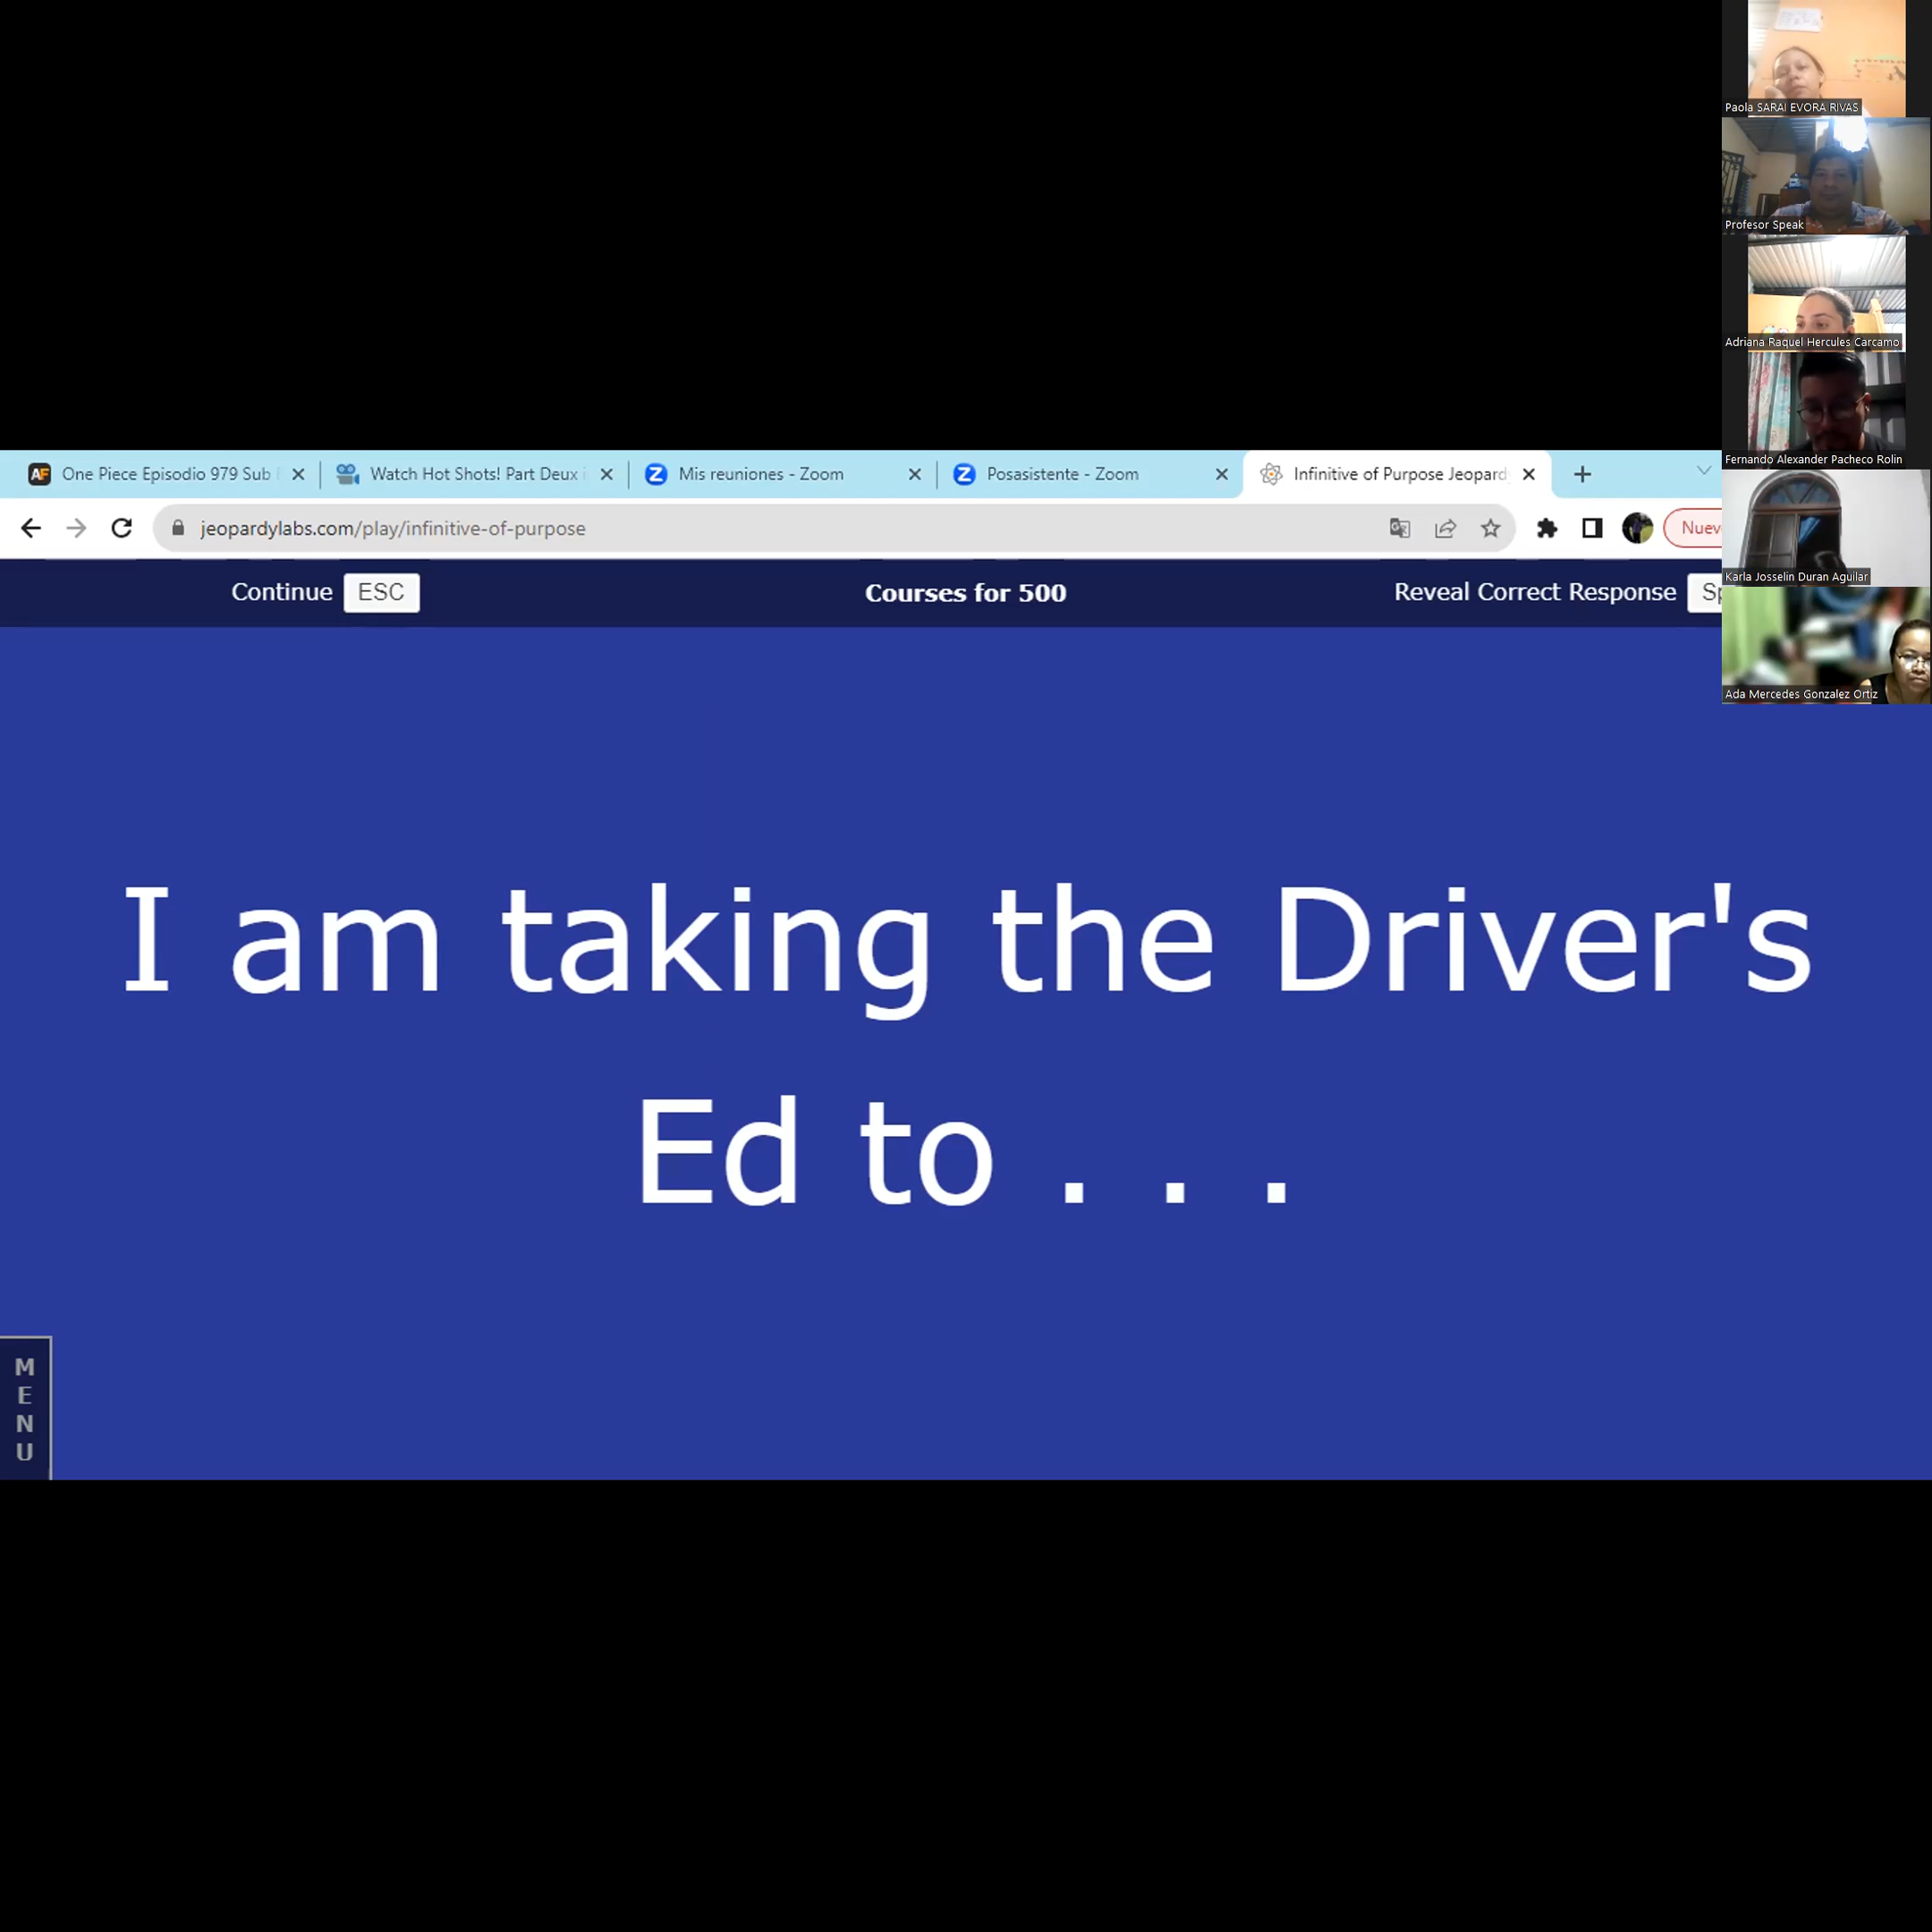 Paola SARAI EVORA RIVAS
Profesor Speak
Adriana Raquel Hercules Carcamo
Fernando Alexander Pacheco Rolin
Karla Josselin Duran Aguilar
Ada Mercedes Gonzalez Ortiz
AF One Piece Episodio 979 Sub
Watch Hot Shots! Part Deux
Mis reuniones - Zoom
Posasistente - Zoom
Infinitive of Purpose Jeopard
jeopardylabs.com/play/infinitive-of-purpose
Nuev
Continue ESC
Courses for 500
Reveal Correct Response Sp
I am taking the Driver's
Ed to . . .
MENU